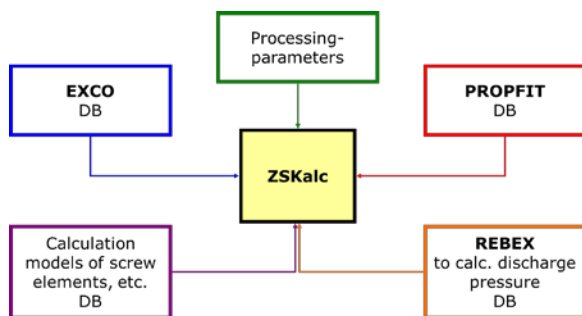 Processing-
parameters
EXCO
DB
PROPFIT
DB
ZSKalc
Calculation
models of screw
elements, etc.
DB
REBEX
to calc. discharge
pressure
DB